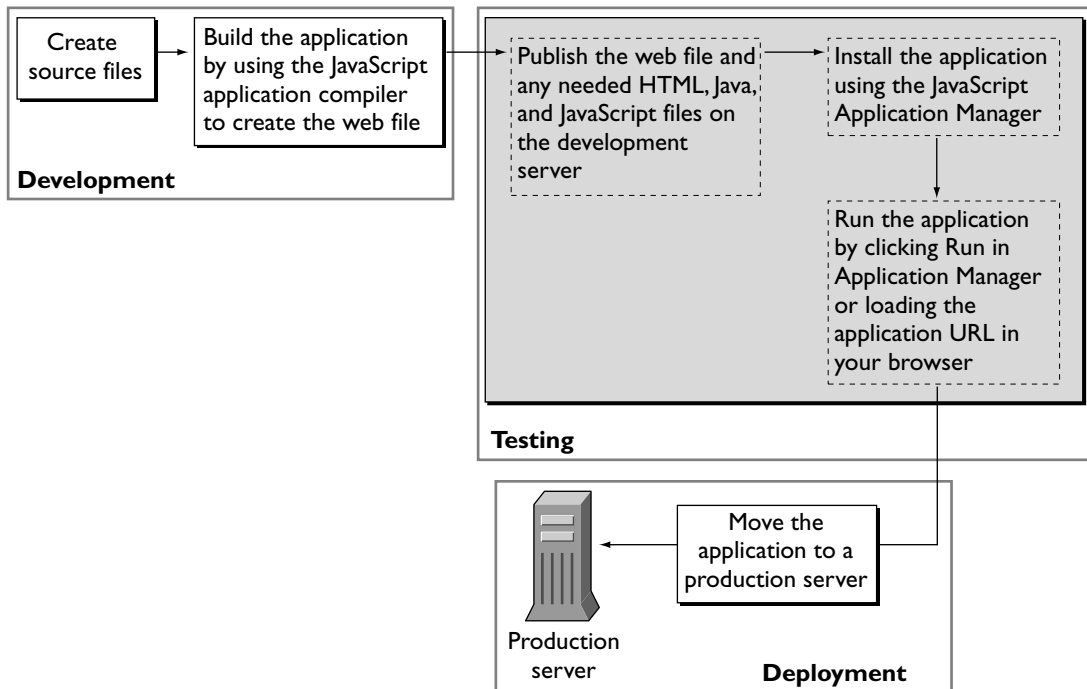 Create
source files
Build the application
by using the JavaScript
application compiler
to create the web file
Development
Publish the web file and
any needed HTML, Java,
and JavaScript files on
the development
server
Install the application
using the JavaScript
Application Manager
Run the application
by clicking Run in
Application Manager
or loading the
application URL in
your browser
Testing
Move the
application to a
production server
Production
server
Deployment